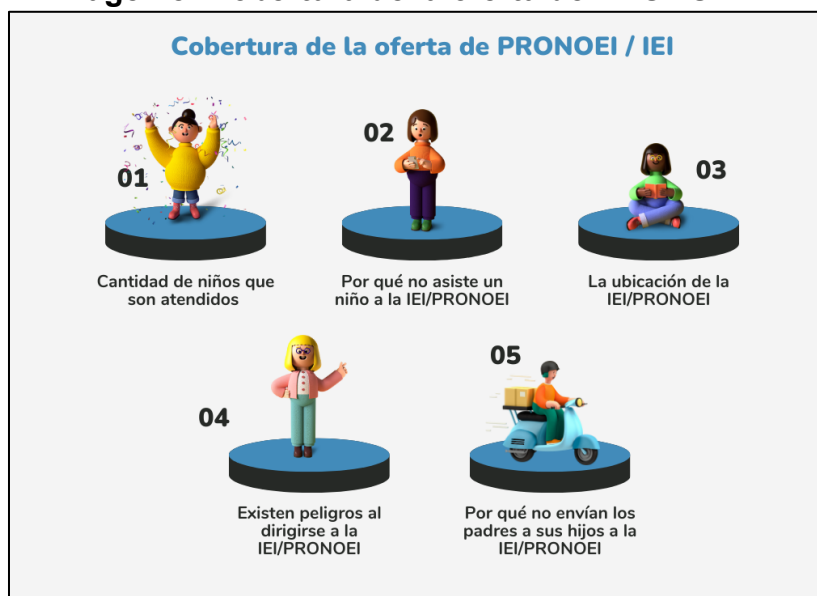 Cobertura de la oferta de PRONOEI / IEI
01
Cantidad de niños que
son atendidos
02
Por qué no asiste un
niño a la IEI/PRONOEI
03
La ubicación de la
IEI/PRONOEI
04
Existen peligros al
dirigirse a la
IEI/PRONOEI
05
Por qué no envían los
padres a sus hijos a la
IEI/PRONOEI